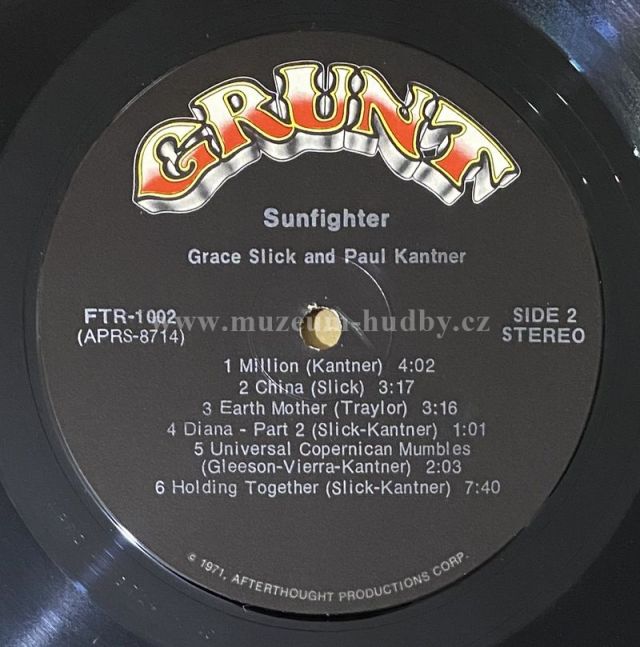 GRUNT
Sunfighter
Grace Slick and Paul Kantner
FTR-1002
(APRS-8714)
SIDE 2
STEREO
www.muzeum-hudby.cz
1 Million (Kantner) 4:02
2 China (Slick) 3:17
3 Earth Mother (Traylor) 3:16
4 Diana - Part 2 (Slick-Kantner) 1:01
5 Universal Copernican Mumbles
(Gleeson-Vierra-Kantner) 2:03
6 Holding Together (Slick-Kantner) 7:40
© 1971, AFTERTHOUGHT PRODUCTIONS CORP.